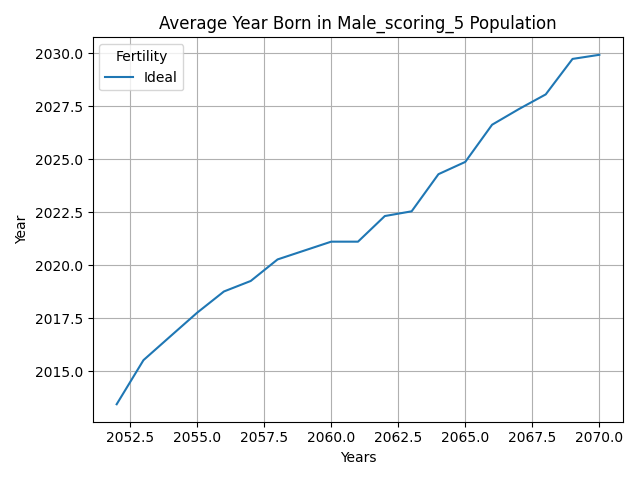 Average Year Born in Male_scoring_5 Population
Fertility
Ideal
Year
2030.0
2027.5
2025.0
2022.5
2020.0
2017.5
2015.0
2052.5 2055.0 2057.5 2060.0 2062.5 2065.0 2067.5 2070.0
Years